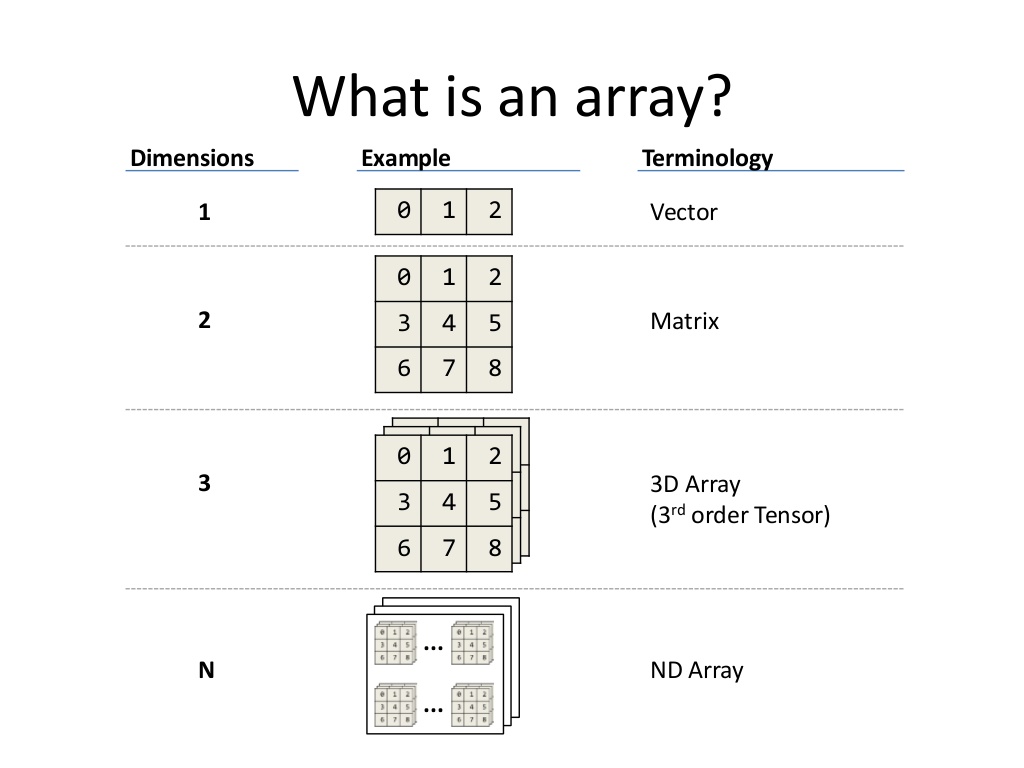 What is an array?
Dimensions Example Terminology
1 0 1 2 Vector
0 1 2
2 3 4 5 Matrix
6 7 8
0 1 2
3 3 4 5 3D Array
(3rd order Tensor)
6 7 8
0 1 2 0 1 2
3 4 5 ... 3 4 5
6 7 8 6 7 8
N ND Array
0 1 2 0 1 2
3 4 5 ... 3 4 5
6 7 8 6 7 8